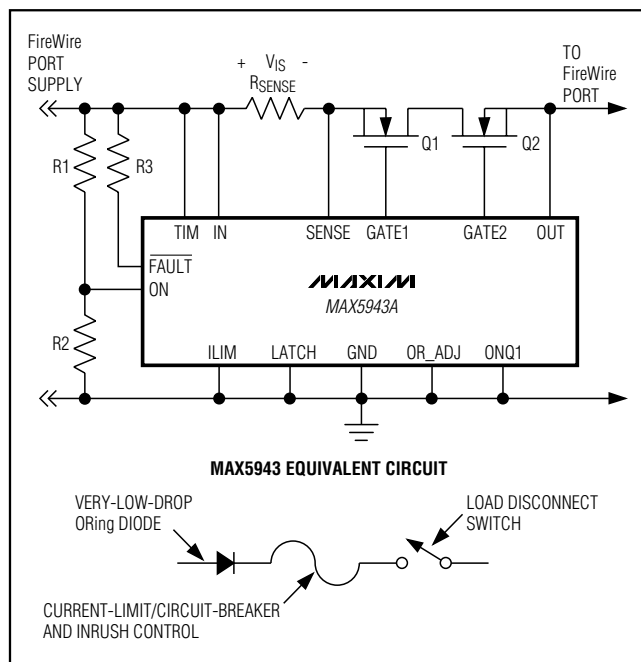 FireWire
PORT
SUPPLY
+ VIS -
RSENSE
TO
FireWire
PORT
R1
R3
Q1
Q2
TIM
IN
SENSE
GATE1
GATE2
OUT
FAULT
ON
MAXIM
MAX5943A
R2
ILIM
LATCH
GND
OR_ADJ
ONQ1
MAX5943 EQUIVALENT CIRCUIT
VERY-LOW-DROP
ORing DIODE
LOAD DISCONNECT
SWITCH
CURRENT-LIMIT/CIRCUIT-BREAKER
AND INRUSH CONTROL